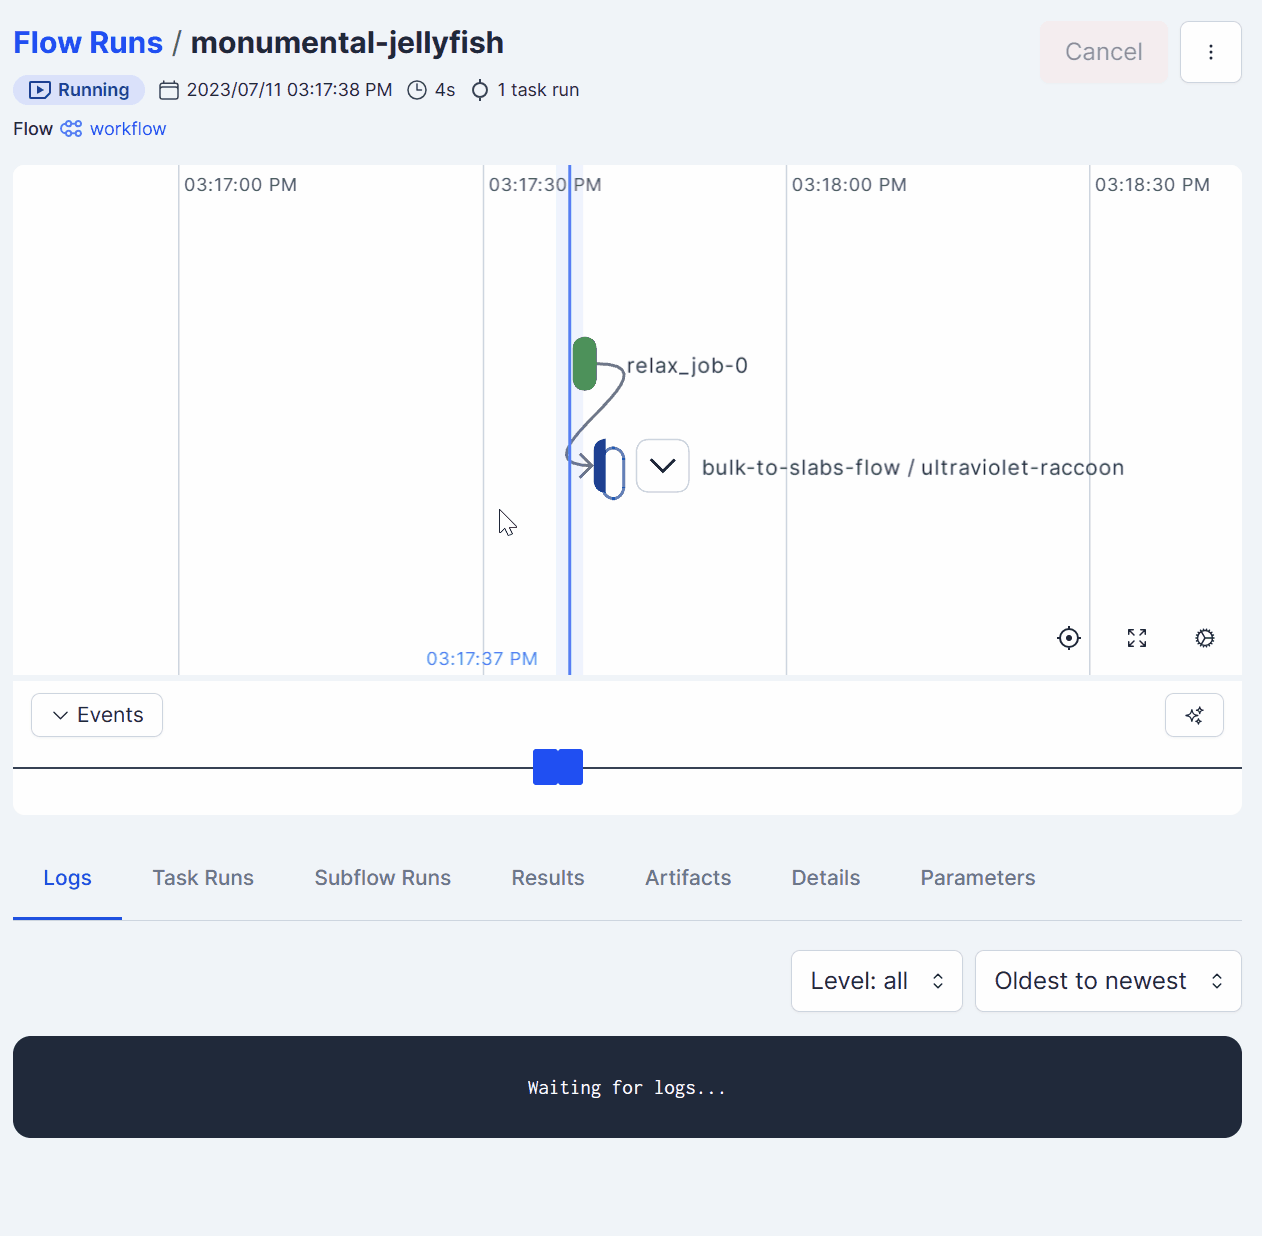 Flow Runs / monumental-jellyfish
Cancel
Running 2023/07/11 03:17:38 PM 4s 1 task run
Flow workflow
03:17:00 PM 03:17:30 PM 03:18:00 PM 03:18:30 PM
relax_job-0
bulk-to-slabs-flow / ultraviolet-raccoon
03:17:37 PM
Events
Logs Task Runs Subflow Runs Results Artifacts Details Parameters
Level: all Oldest to newest
Waiting for logs...